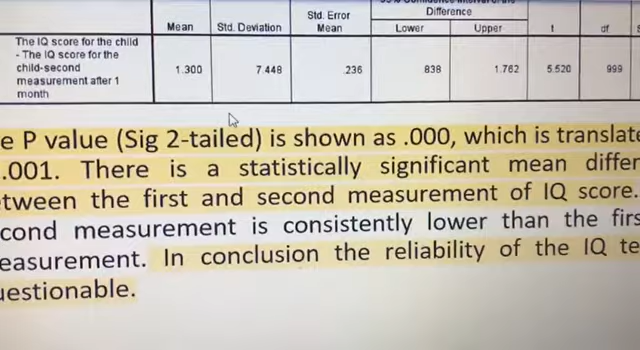 Difference
Std. Error
Mean Std. Deviation Mean Lower Upper t df
The IQ score for the child
- The IQ score for the
child-second
measurement after 1
month
1.300 7.448 .236 .838 1.762 5.520 999
e P value (Sig 2-tailed) is shown as .000, which is translate
.001. There is a statistically significant mean differ
tween the first and second measurement of IQ score.
cond measurement is consistently lower than the firs
easurement. In conclusion the reliability of the IQ te
uestionable.